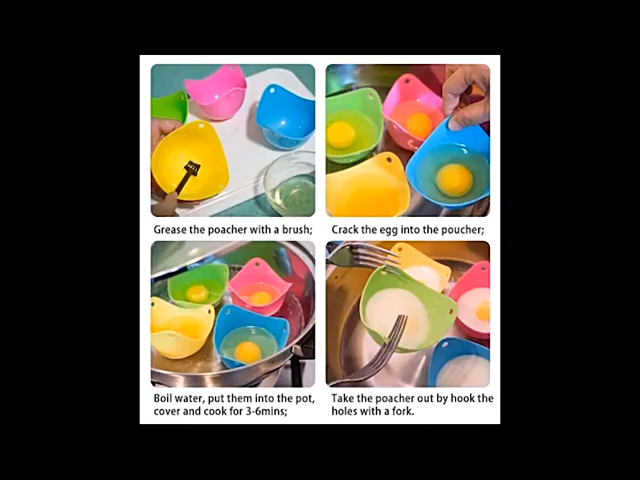 Grease the poacher with a brush;
Crack the egg into the poucher;
Boil water, put them into the pot,
cover and cook for 3-6mins;
Take the poacher out by hook the
holes with a fork.